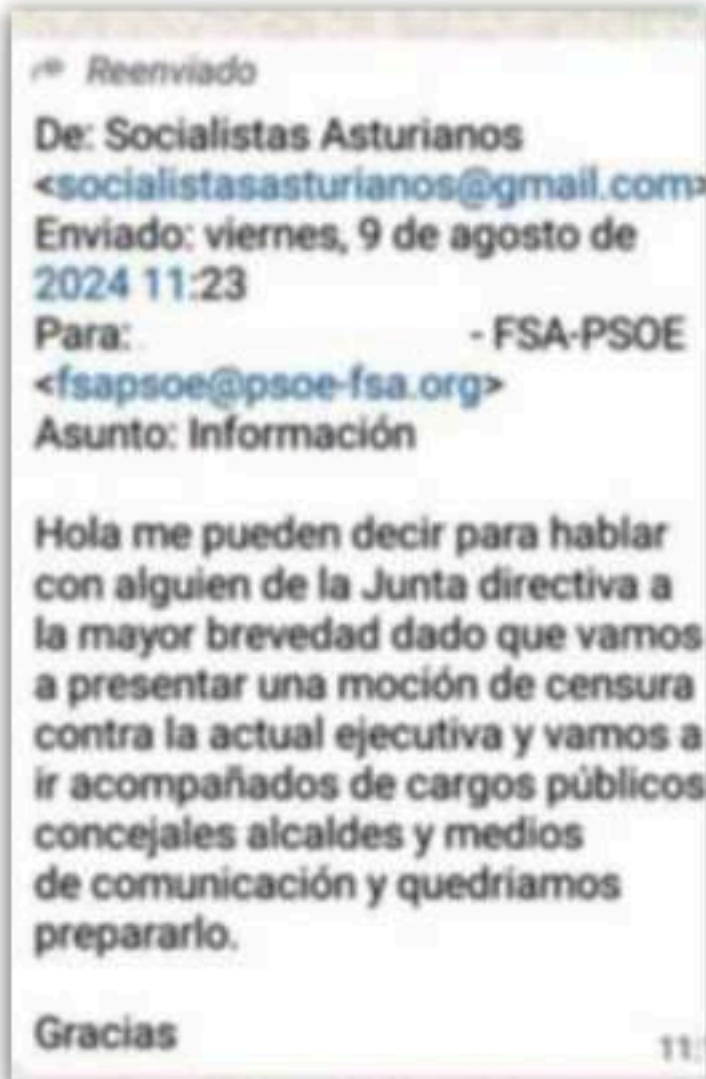 Reenviado
De: Socialistas Asturianos
<socialistasasturianos@gmail.com>
Enviado: viernes, 9 de agosto de
2024 11:23
Para: - FSA-PSOE
<fsapsoe@psoe-fsa.org>
Asunto: Información
Hola me pueden decir para hablar
con alguien de la Junta directiva a
la mayor brevedad dado que vamos
a presentar una moción de censura
contra la actual ejecutiva y vamos a
ir acompañados de cargos públicos
concejales alcaldes y medios
de comunicación y quedriamos
prepararlo.
Gracias